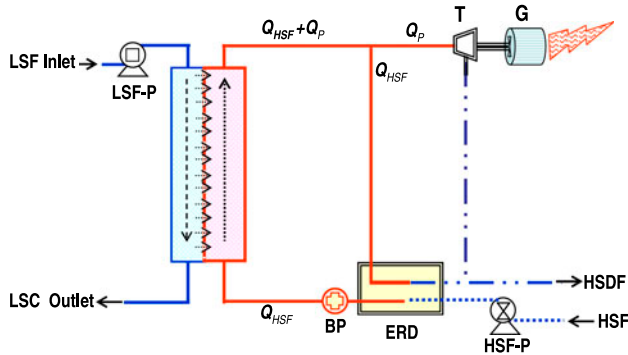 Q_HSF + Q_P
Q_P
T
G
LSF Inlet
LSF-P
Q_HSF
LSC Outlet
Q_HSF
BP
ERD
HSF-P
HSDF
HSF